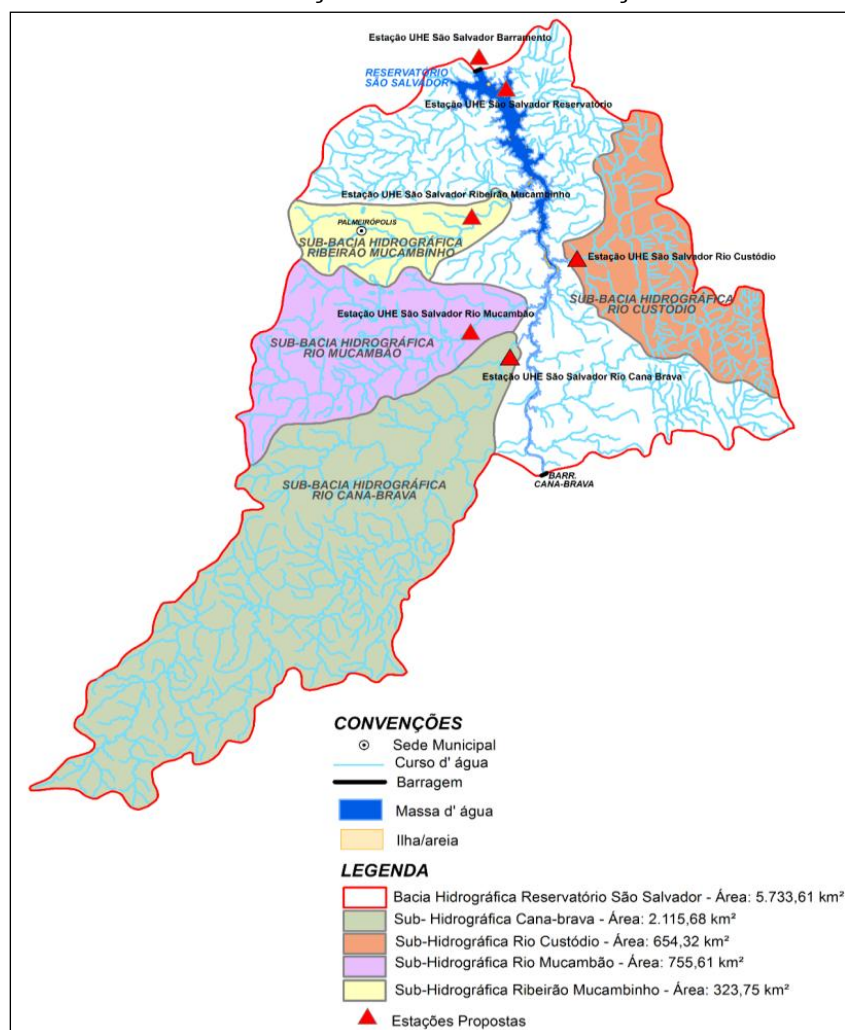 Estação UHE São Salvador Barramento
RESERVATÓRIO
SÃO SALVADOR
Estação UHE São Salvador Reservatório
Estação UHE São Salvador Ribeirão Mucambinho
PALMEIRÓPOLIS
SUB-BACIA HIDROGRÁFICA
RIBEIRÃO MUCAMBINHO
Estação UHE São Salvador Rio Custódio
SUB-BACIA HIDROGRÁFICA
RIO CUSTÓDIO
Estação UHE São Salvador Rio Mucambão
SUB-BACIA HIDROGRÁFICA
RIO MUCAMBÃO
Estação UHE São Salvador Rio Cana Brava
BARR.
CANA-BRAVA
SUB-BACIA HIDROGRÁFICA
RIO CANA-BRAVA
CONVENÇÕES
Sede Municipal
Curso d' água
Barragem
Massa d' água
Ilha/areia
LEGENDA
Bacia Hidrográfica Reservatório São Salvador - Área: 5.733,61 km²
Sub- Hidrográfica Cana-brava - Área: 2.115,68 km²
Sub-Hidrográfica Rio Custódio - Área: 654,32 km²
Sub-Hidrográfica Rio Mucambão - Área: 755,61 km²
Sub-Hidrográfica Ribeirão Mucambinho - Área: 323,75 km²
Estações Propostas